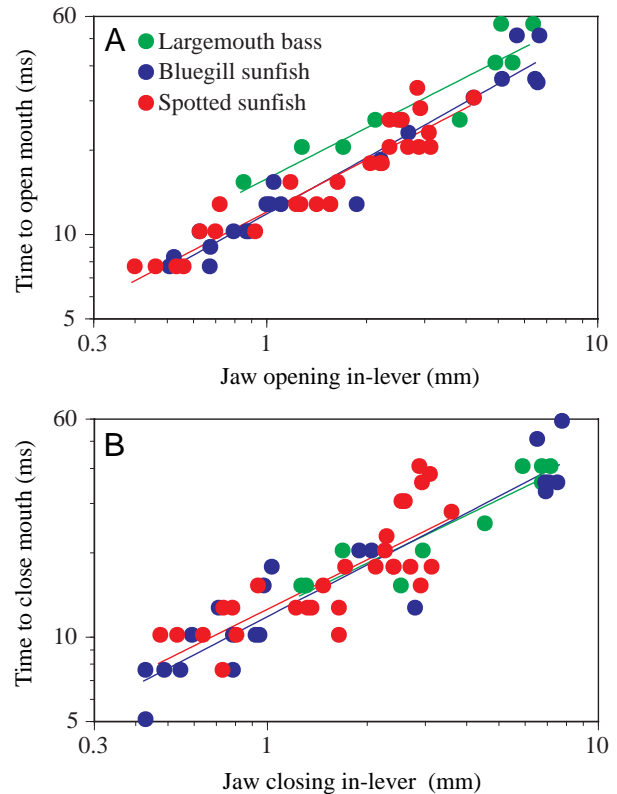 60
A
Largemouth bass
Bluegill sunfish
Spotted sunfish
Time to open mouth (ms)
10
5
0.3
1
10
Jaw opening in-lever (mm)
60
B
Time to close mouth (ms)
10
5
0.3
1
10
Jaw closing in-lever (mm)